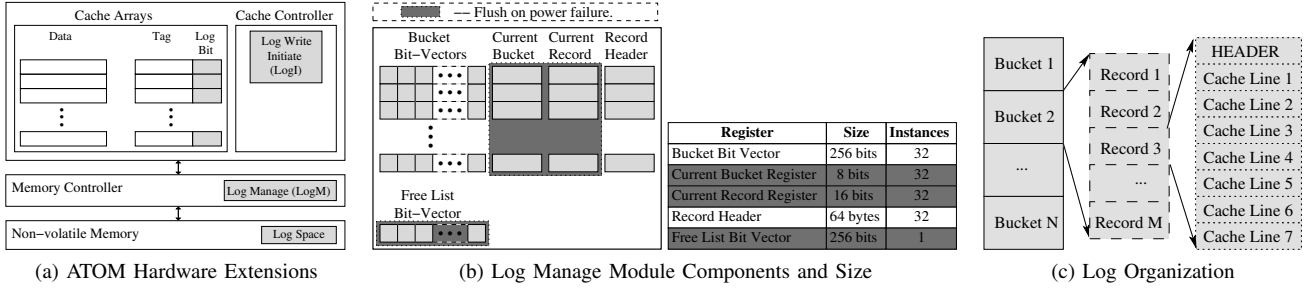 Cache Arrays
Data
Tag
Log
Bit
Cache Controller
Log Write
Initiate
(LogI)
Memory Controller
Log Manage (LogM)
Non−volatile Memory
Log Space
(a) ATOM Hardware Extensions
−− Flush on power failure.
Bucket
Bit−Vectors
Current
Bucket
Current
Record
Record
Header
Free List
Bit−Vector
Register Size Instances
Bucket Bit Vector 256 bits 32
Current Bucket Register 8 bits 32
Current Record Register 16 bits 32
Record Header 64 bytes 32
Free List Bit Vector 256 bits 1
(b) Log Manage Module Components and Size
Bucket 1
Bucket 2
...
Bucket N
Record 1
Record 2
Record 3
...
Record M
HEADER
Cache Line 1
Cache Line 2
Cache Line 3
Cache Line 4
Cache Line 5
Cache Line 6
Cache Line 7
(c) Log Organization